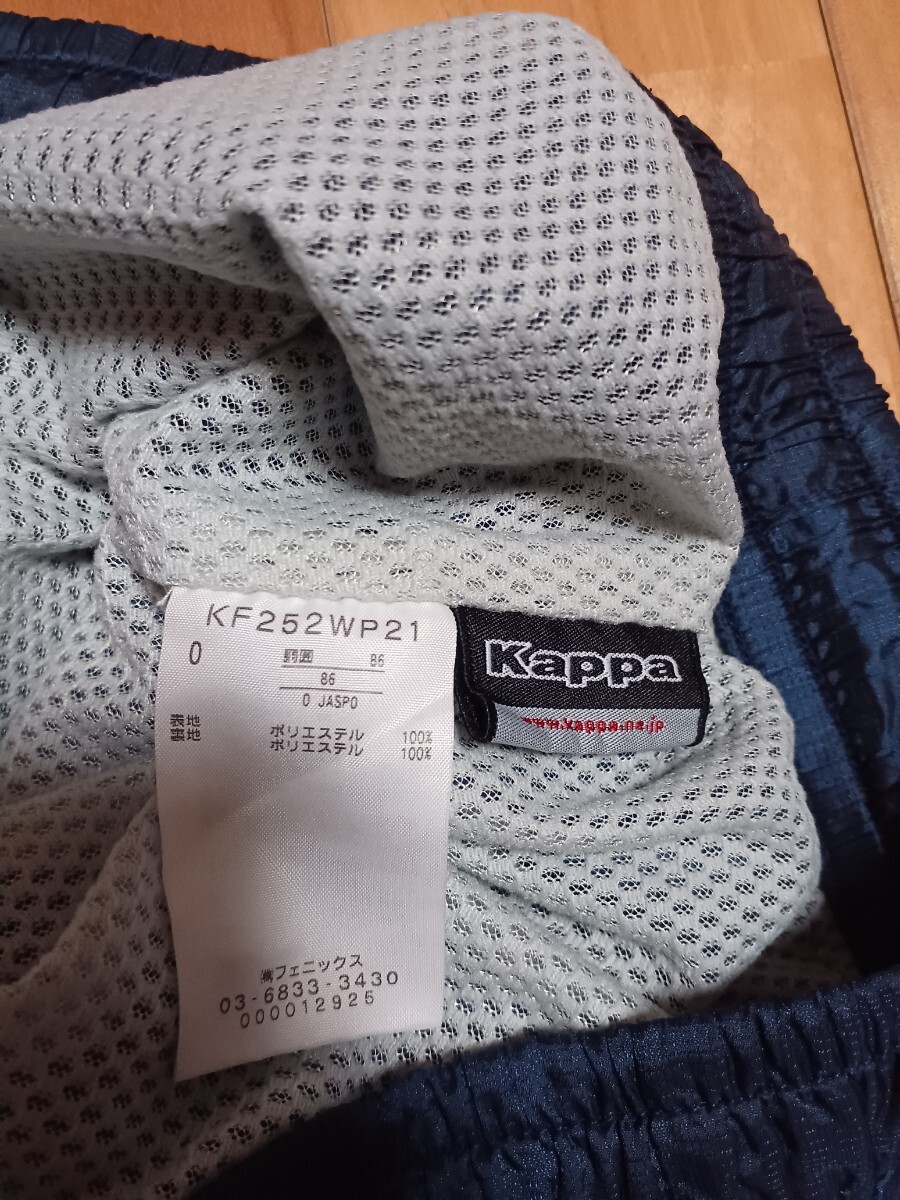 KF252WP21
O
胴囲 86
86
O JASPO
表地 ポリエステル 100%
裏地 ポリエステル 100%
㈱フェニックス
03-6833-3430
000012925
Kappa
www.kappa.ne.jp